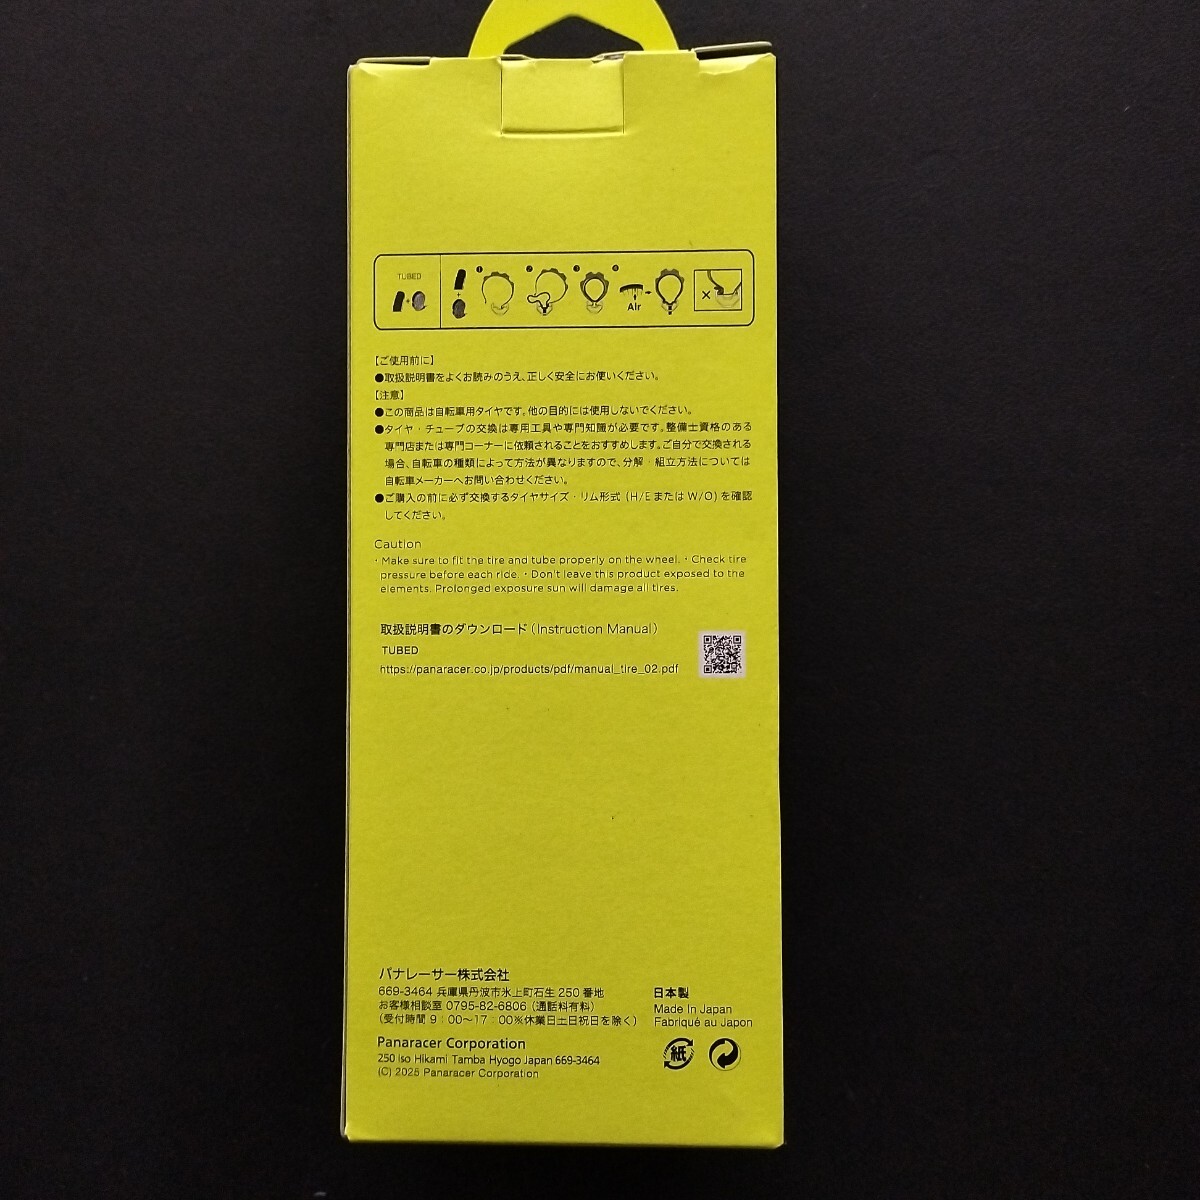 TUBED
1 2 3 4
Air
【ご使用前に】
●取扱説明書をよくお読みのうえ、正しく安全にお使いください。
【注意】
●この商品は自転車用タイヤです。他の目的には使用しないでください。
●タイヤ・チューブの交換は専用工具や専門知識が必要です。整備士資格のある
専門店または専門コーナーに依頼されることをおすすめします。ご自分で交換される
場合、自転車の種類によって方法が異なりますので、分解・組立方法については
自転車メーカーへお問い合わせください。
●ご購入の前に必ず交換するタイヤサイズ・リム形式 (H/EまたはW/O)を確認
してください。
Caution
・Make sure to fit the tire and tube properly on the wheel. ・Check tire
pressure before each ride. ・Don't leave this product exposed to the
elements. Prolonged exposure sun will damage all tires.
取扱説明書のダウンロード(Instruction Manual)
TUBED
https://panaracer.co.jp/products/pdf/manual_tire_02.pdf
パナレーサー株式会社
669-3464 兵庫県丹波市氷上町石生 250 番地
お客様相談室 0795-82-6806 (通話料有料)
(受付時間 9:00~17:00※休業日土日祝日を除く)
Panaracer Corporation
250 Iso Hikami Tamba Hyogo Japan 669-3464
(C) 2025 Panaracer Corporation
日本製
Made In Japan
Fabriqué au Japon
紙